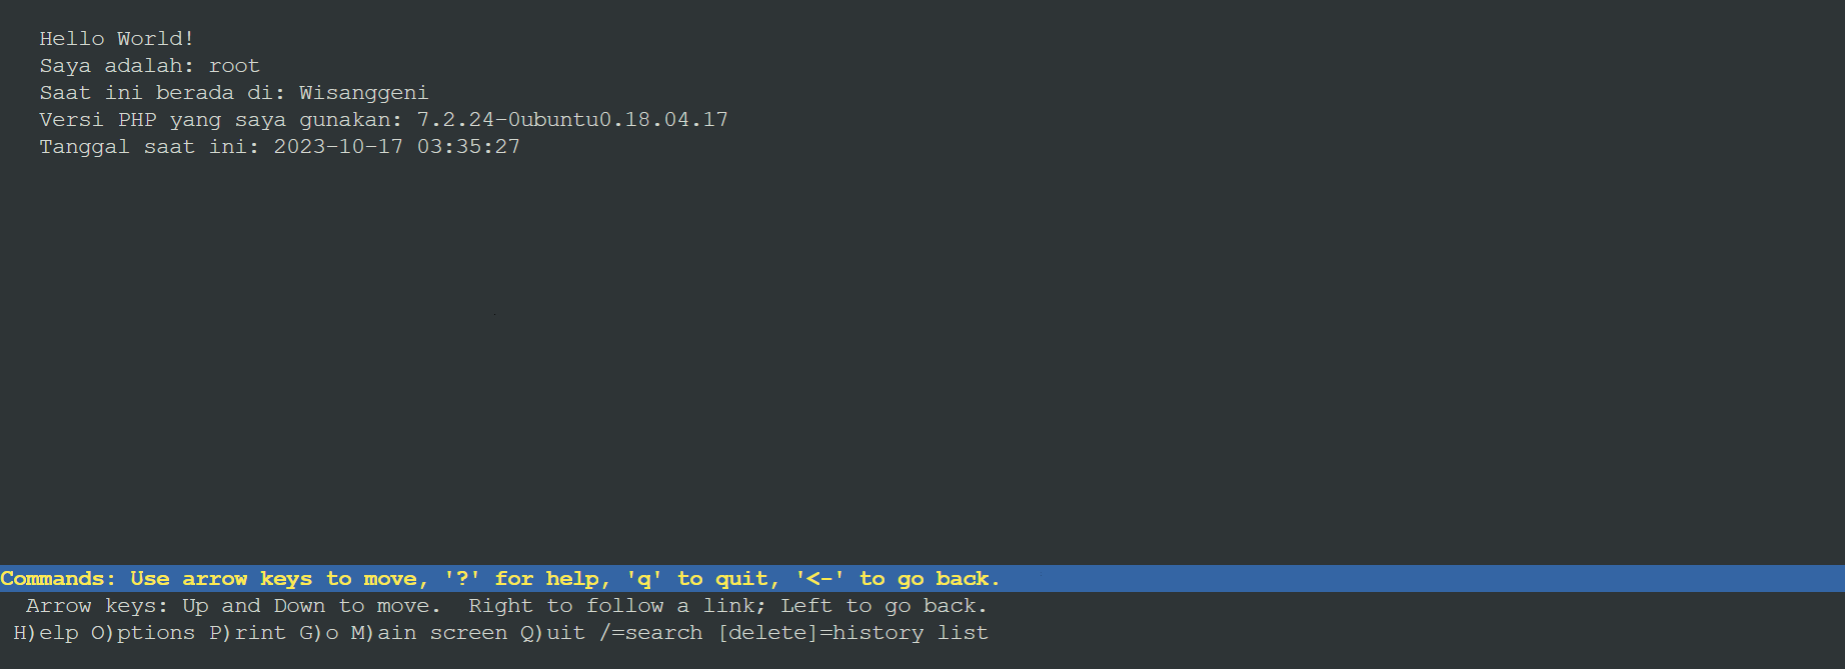 Hello World!
Saya adalah: root
Saat ini berada di: Wisanggeni
Versi PHP yang saya gunakan: 7.2.24-0ubuntu0.18.04.17
Tanggal saat ini: 2023-10-17 03:35:27
Commands: Use arrow keys to move, '?' for help, 'q' to quit, '<-' to go back.
Arrow keys: Up and Down to move.  Right to follow a link; Left to go back.
H)elp O)ptions P)rint G)o M)ain screen Q)uit /=search [delete]=history list